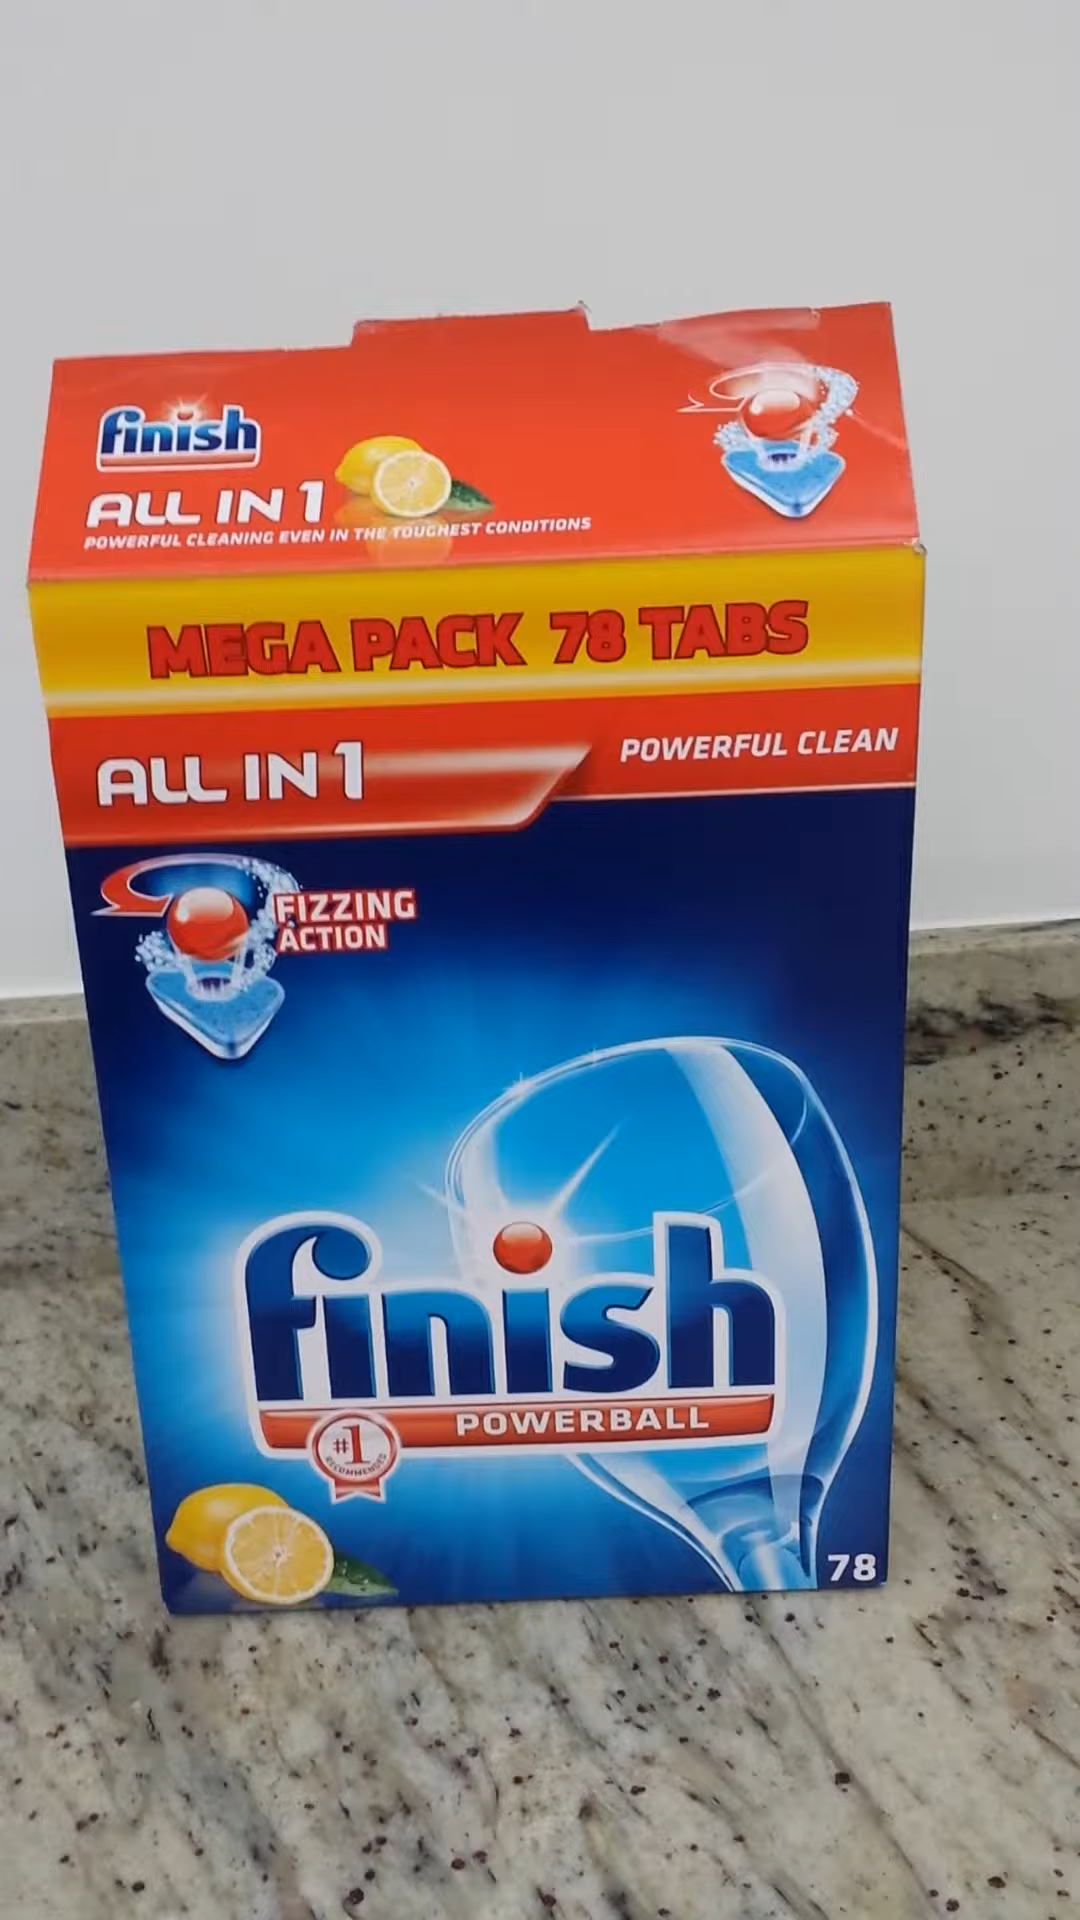 finish
ALL IN 1
POWERFUL CLEANING EVEN IN THE TOUGHEST CONDITIONS
MEGA PACK 78 TABS
ALL IN 1
POWERFUL CLEAN
FIZZING
ACTION
finish
POWERBALL
#1
RECOMMENDED
78